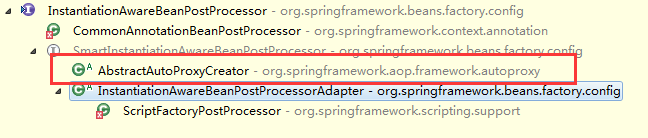 InstantiationAwareBeanPostProcessor - org.springframework.beans.factory.config
CommonAnnotationBeanPostProcessor - org.springframework.context.annotation
SmartInstantiationAwareBeanPostProcessor - org.springframework.beans.factory.config
A AbstractAutoProxyCreator - org.springframework.aop.framework.autoproxy
A InstantiationAwareBeanPostProcessorAdapter - org.springframework.beans.factory.config
ScriptFactoryPostProcessor - org.springframework.scripting.support